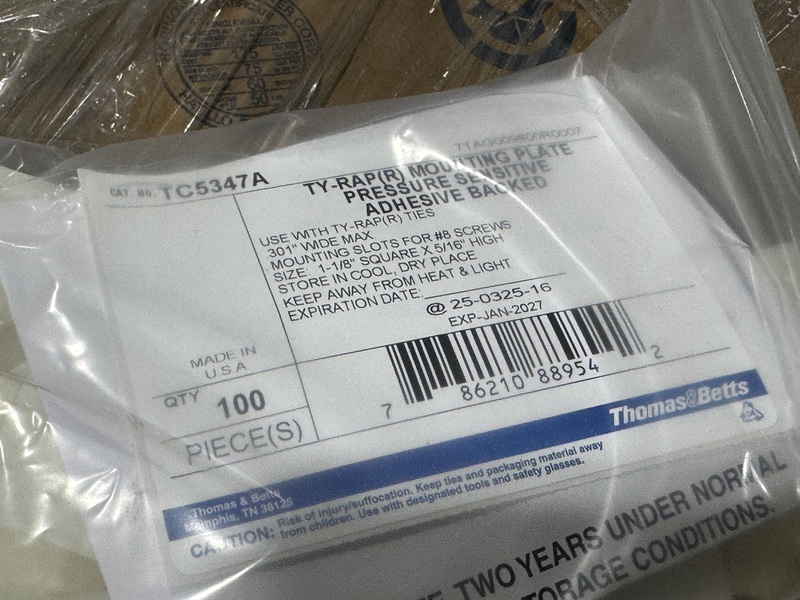 7TAG009800R0007
CAT. NO. TC5347A
TY-RAP(R) MOUNTING PLATE
PRESSURE SENSITIVE
ADHESIVE BACKED
USE WITH TY-RAP(R) TIES
301" WIDE MAX
MOUNTING SLOTS FOR #8 SCREWS
SIZE: 1-1/8" SQUARE X 5/16" HIGH
STORE IN COOL, DRY PLACE
KEEP AWAY FROM HEAT & LIGHT
EXPIRATION DATE:
@ 25-0325-16
EXP-JAN-2027
MADE IN
U.S.A.
QTY 100
PIECE(S)
7 86210 88954 2
Thomas&Betts
Thomas & Betts
Memphis, TN 38125
CAUTION: Risk of injury/suffocation. Keep ties and packaging material away
from children. Use with designated tools and safety glasses.
TWO YEARS UNDER NORMAL
STORAGE CONDITIONS.